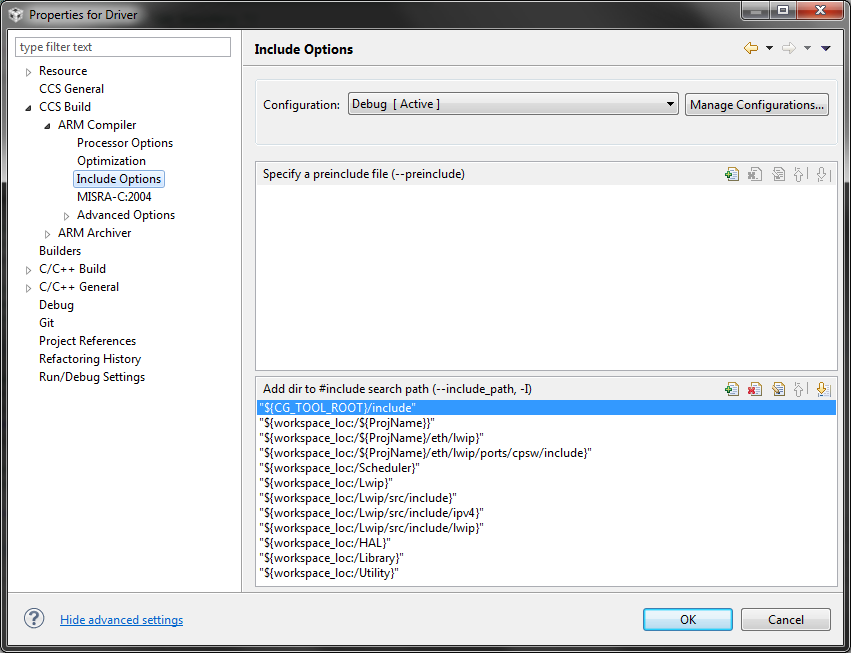 Properties for Driver
type filter text
Resource
CCS General
CCS Build
ARM Compiler
Processor Options
Optimization
Include Options
MISRA-C:2004
Advanced Options
ARM Archiver
Builders
C/C++ Build
C/C++ General
Debug
Git
Project References
Refactoring History
Run/Debug Settings
Include Options
Configuration: Debug [ Active ] Manage Configurations...
Specify a preinclude file (--preinclude)
Add dir to #include search path (--include_path, -I)
"${CG_TOOL_ROOT}/include"
"${workspace_loc:/${ProjName}}"
"${workspace_loc:/${ProjName}/eth/lwip}"
"${workspace_loc:/${ProjName}/eth/lwip/ports/cpsw/include}"
"${workspace_loc:/Scheduler}"
"${workspace_loc:/Lwip}"
"${workspace_loc:/Lwip/src/include}"
"${workspace_loc:/Lwip/src/include/ipv4}"
"${workspace_loc:/Lwip/src/include/lwip}"
"${workspace_loc:/HAL}"
"${workspace_loc:/Library}"
"${workspace_loc:/Utility}"
Hide advanced settings
OK Cancel